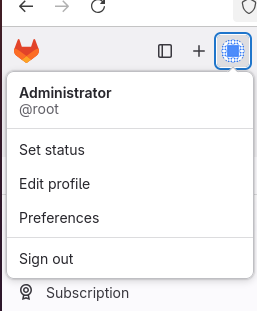 Administrator
@root
Set status
Edit profile
Preferences
Sign out
Subscription